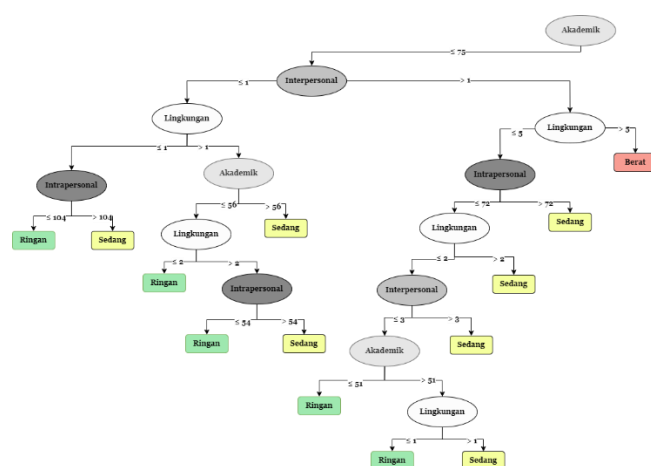 Akademik
≤ 75
Interpersonal
≤ 1
> 1
Lingkungan
Lingkungan
≤ 1
> 1
≤ 5
> 5
Intrapersonal
Akademik
Intrapersonal
Berat
≤ 104
> 104
≤ 56
> 56
≤ 72
> 72
Ringan
Sedang
Lingkungan
Sedang
Lingkungan
Sedang
≤ 2
> 2
≤ 2
> 2
Ringan
Intrapersonal
Interpersonal
Sedang
≤ 54
> 54
≤ 3
> 3
Ringan
Sedang
Akademik
Sedang
≤ 51
> 51
Ringan
Lingkungan
≤ 1
> 1
Ringan
Sedang